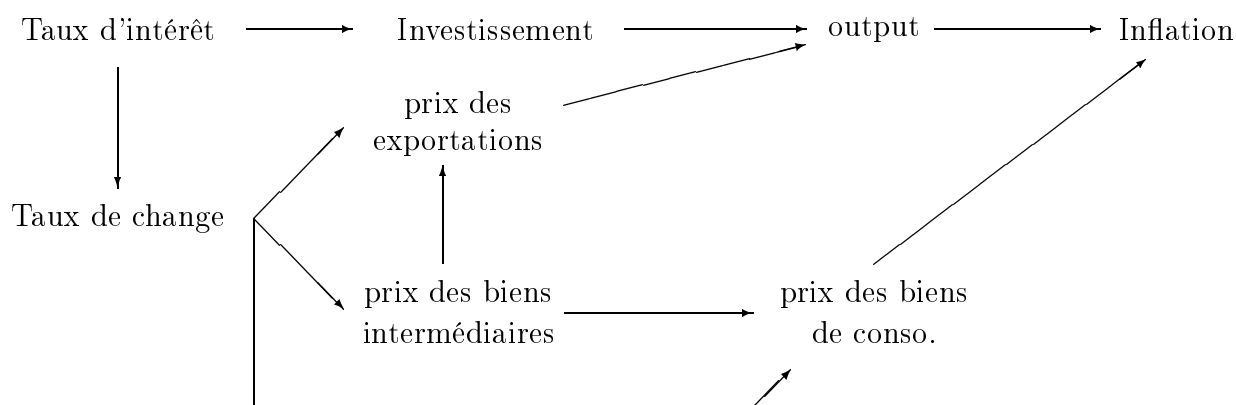 Taux d'intérêt
Investissement
output
Inflation
prix des
exportations
Taux de change
prix des biens
intermédiaires
prix des biens
de conso.